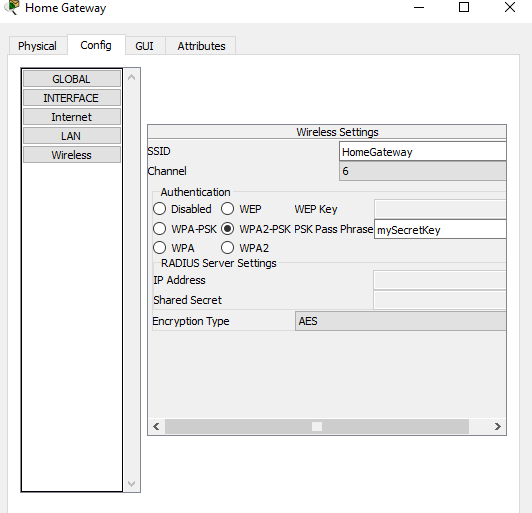 Home Gateway
Physical Config GUI Attributes
GLOBAL
INTERFACE
Internet
LAN
Wireless
Wireless Settings
SSID HomeGateway
Channel 6
Authentication
Disabled WEP WEP Key
WPA-PSK WPA2-PSK PSK Pass Phrase mySecretKey
WPA WPA2
RADIUS Server Settings
IP Address
Shared Secret
Encryption Type AES